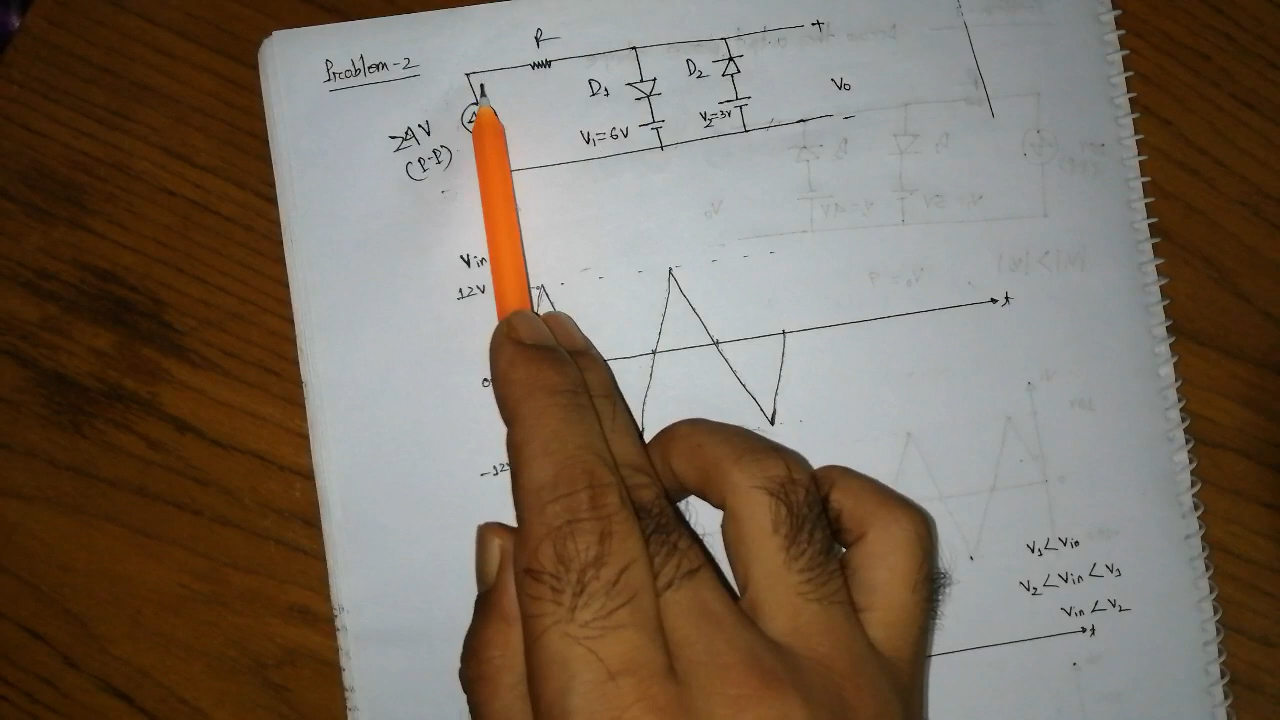 Problem-2
R
+
D1
D2
Vo
24V
(P-P)
V1=6V
V2=3V
-
Vin
12V
t
0
-12V
V1<Vin
V2<Vin<V1
Vin<V2
t